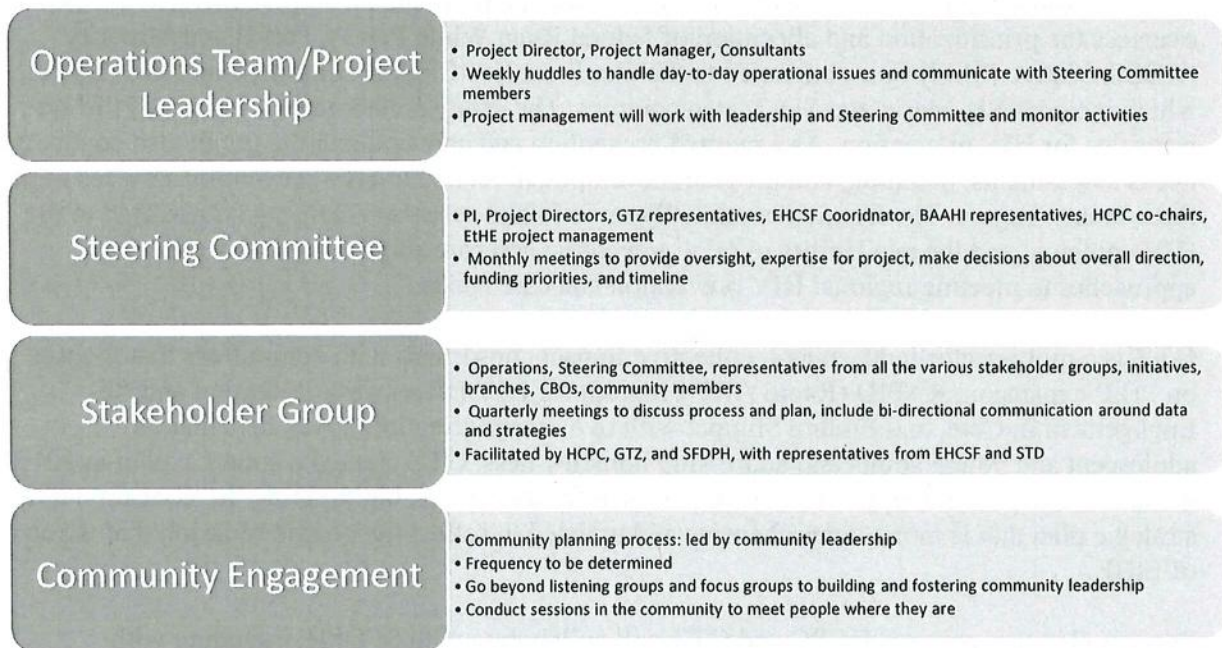 Operations Team/Project
Leadership
• Project Director, Project Manager, Consultants
• Weekly huddles to handle day-to-day operational issues and communicate with Steering Committee
members
• Project management will work with leadership and Steering Committee and monitor activities
Steering Committee
• PI, Project Directors, GTZ representatives, EHCSF Cooridnator, BAAHI representatives, HCPC co-chairs,
EtHE project management
• Monthly meetings to provide oversight, expertise for project, make decisions about overall direction,
funding priorities, and timeline
Stakeholder Group
• Operations, Steering Committee, representatives from all the various stakeholder groups, initiatives,
branches, CBOs, community members
• Quarterly meetings to discuss process and plan, include bi-directional communication around data
and strategies
• Facilitated by HCPC, GTZ, and SFDPH, with representatives from EHCSF and STD
Community Engagement
• Community planning process: led by community leadership
• Frequency to be determined
• Go beyond listening groups and focus groups to building and fostering community leadership
• Conduct sessions in the community to meet people where they are